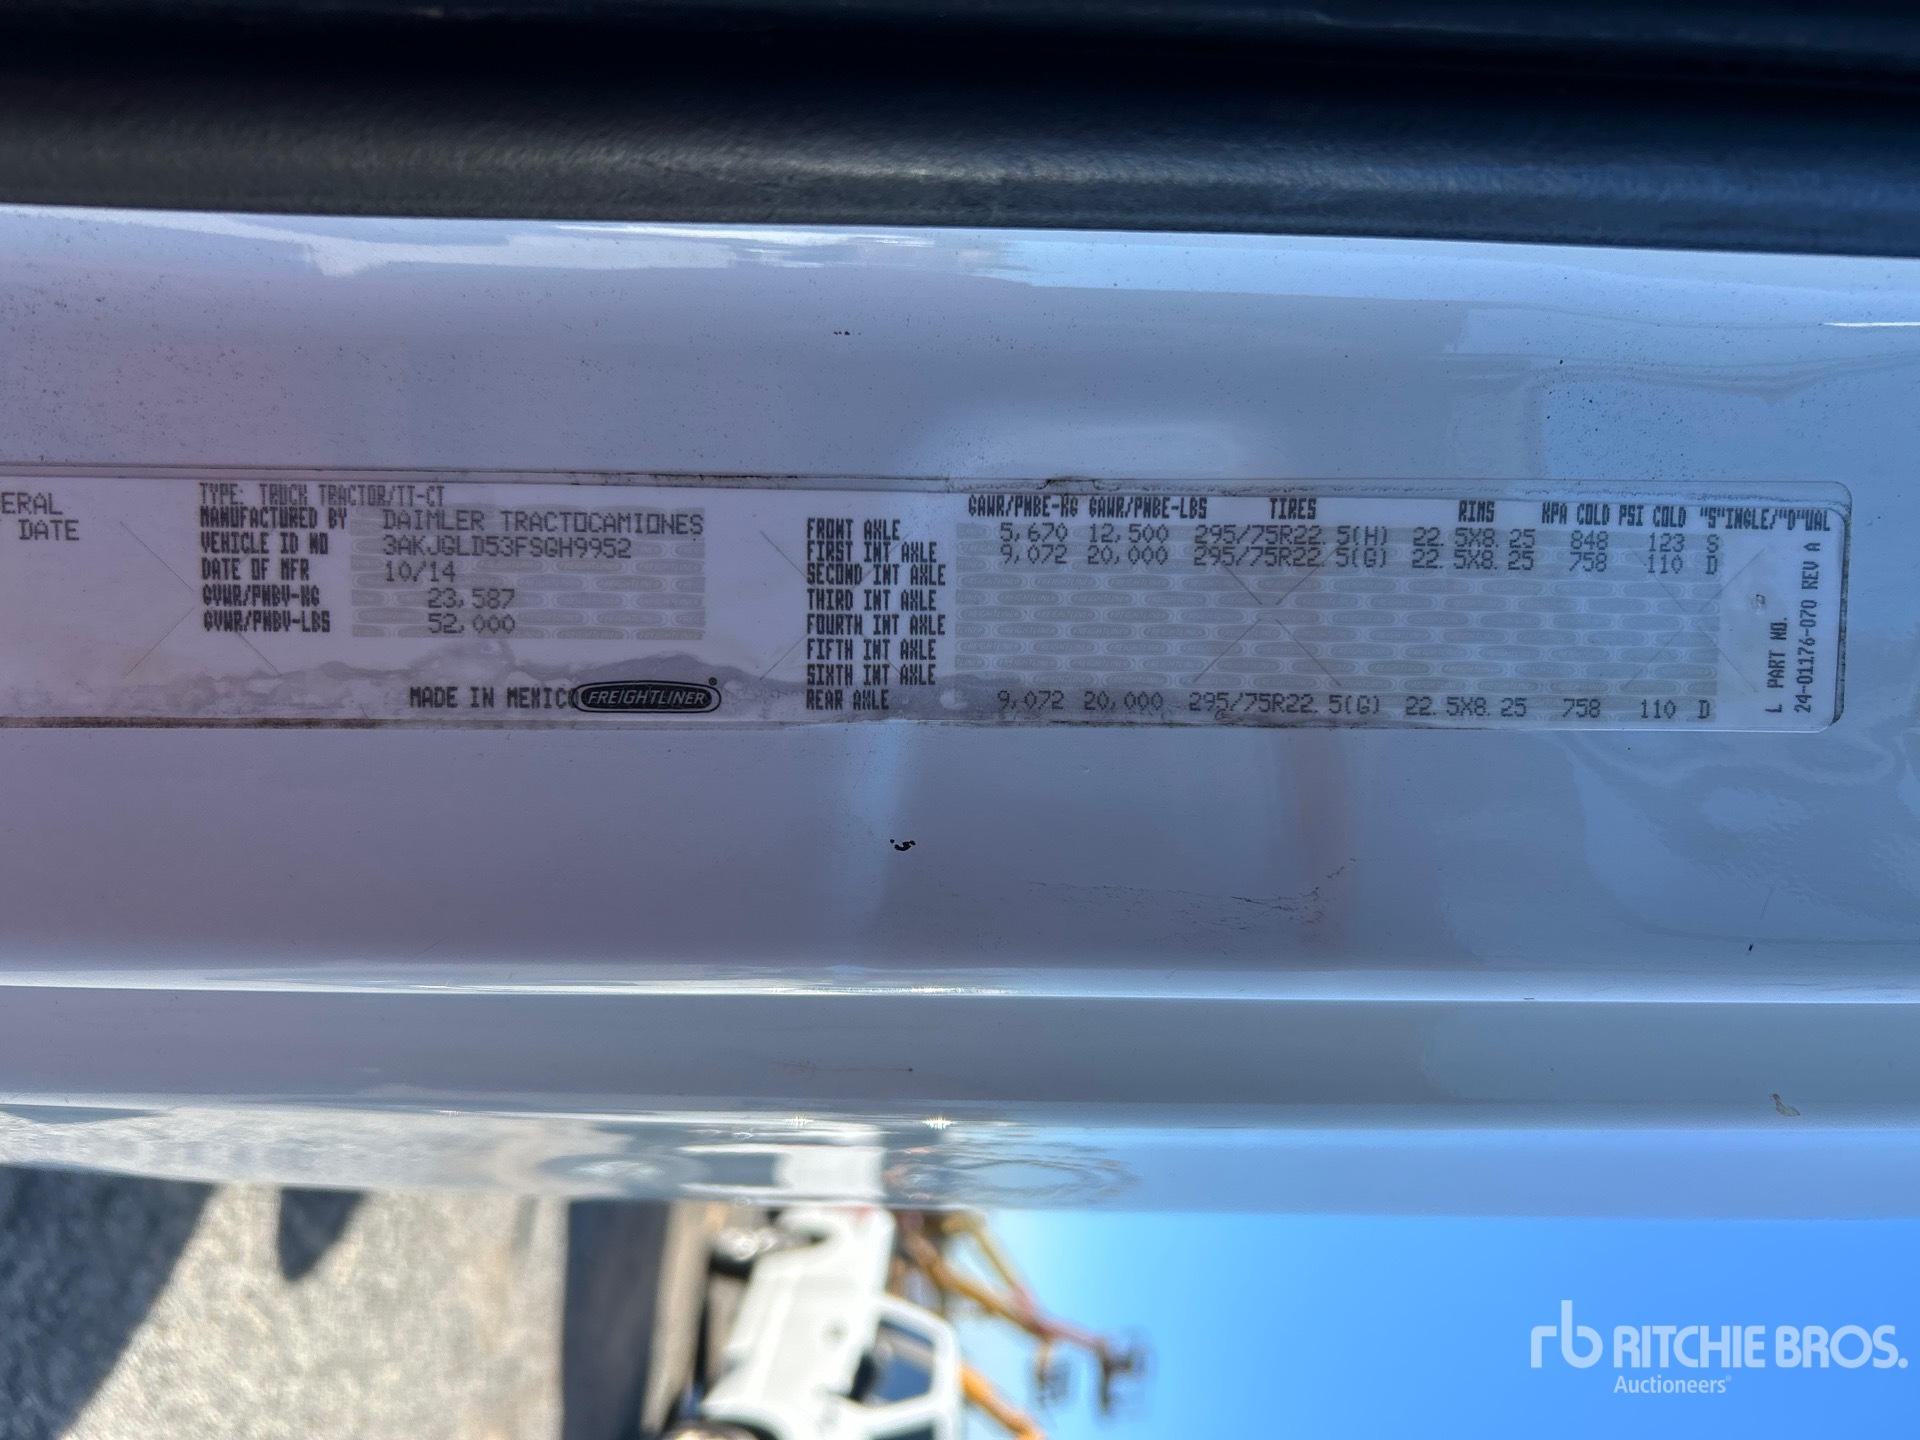 ERAL
DATE
TYPE: TRUCK TRACTOR/TT-CT
MANUFACTURED BY DAIMLER TRACTOCAMIONES
VEHICLE ID NO 3AKJGLD53FSGH9952
DATE OF MFR 10/14
GVWR/PNBV-KG 23,587
GVWR/PNBV-LBS 52,000
MADE IN MEXICO FREIGHTLINER®
GAWR/PNBE-KG GAWR/PNBE-LBS TIRES RIMS KPA COLD PSI COLD "S"INGLE/"D"UAL
FRONT AXLE 5,670 12,500 295/75R22.5(H) 22.5X8.25 848 123 S
FIRST INT AXLE 9,072 20,000 295/75R22.5(G) 22.5X8.25 758 110 D
SECOND INT AXLE
THIRD INT AXLE
FOURTH INT AXLE
FIFTH INT AXLE
SIXTH INT AXLE
REAR AXLE 9,072 20,000 295/75R22.5(G) 22.5X8.25 758 110 D
L PART NO.
24-01176-070 REV A
rb RITCHIE BROS.
Auctioneers®